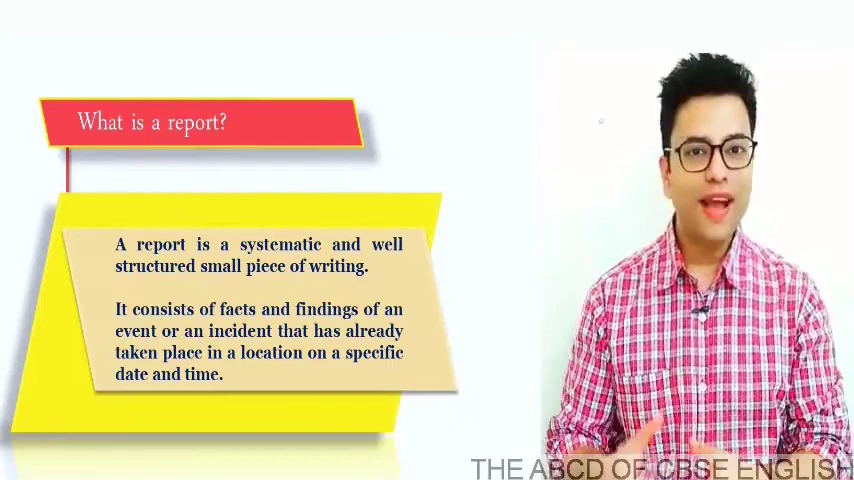 What is a report?
A report is a systematic and well
structured small piece of writing.
It consists of facts and findings of an
event or an incident that has already
taken place in a location on a specific
date and time.
THE ABCD OF CBSE ENGLISH